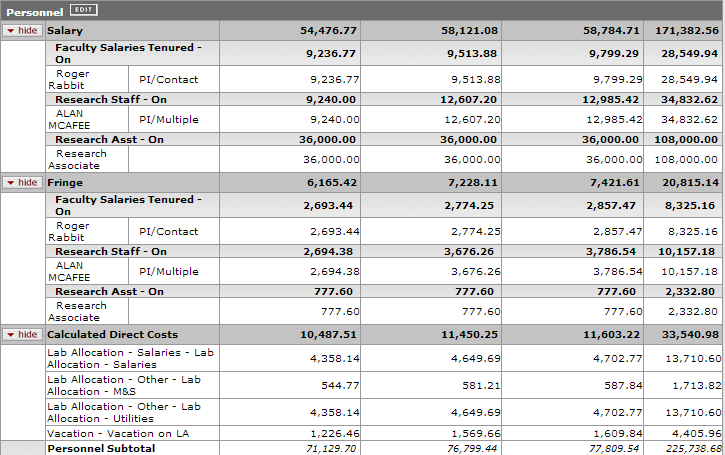 Personnel EDIT
hide Salary 54,476.77 58,121.08 58,784.71 171,382.56
Faculty Salaries Tenured -
On 9,236.77 9,513.88 9,799.29 28,549.94
Roger
Rabbit PI/Contact 9,236.77 9,513.88 9,799.29 28,549.94
Research Staff - On 9,240.00 12,607.20 12,985.42 34,832.62
ALAN
MCAFEE PI/Multiple 9,240.00 12,607.20 12,985.42 34,832.62
Research Asst - On 36,000.00 36,000.00 36,000.00 108,000.00
Research
Associate 36,000.00 36,000.00 36,000.00 108,000.00
hide Fringe 6,165.42 7,228.11 7,421.61 20,815.14
Faculty Salaries Tenured -
On 2,693.44 2,774.25 2,857.47 8,325.16
Roger
Rabbit PI/Contact 2,693.44 2,774.25 2,857.47 8,325.16
Research Staff - On 2,694.38 3,676.26 3,786.54 10,157.18
ALAN
MCAFEE PI/Multiple 2,694.38 3,676.26 3,786.54 10,157.18
Research Asst - On 777.60 777.60 777.60 2,332.80
Research
Associate 777.60 777.60 777.60 2,332.80
hide Calculated Direct Costs 10,487.51 11,450.25 11,603.22 33,540.98
Lab Allocation - Salaries - Lab
Allocation - Salaries 4,358.14 4,649.69 4,702.77 13,710.60
Lab Allocation - Other - Lab
Allocation - M&S 544.77 581.21 587.84 1,713.82
Lab Allocation - Other - Lab
Allocation - Utilities 4,358.14 4,649.69 4,702.77 13,710.60
Vacation - Vacation on LA 1,226.46 1,569.66 1,609.84 4,405.96
Personnel Subtotal 71,129.70 76,799.44 77,809.54 225,738.68